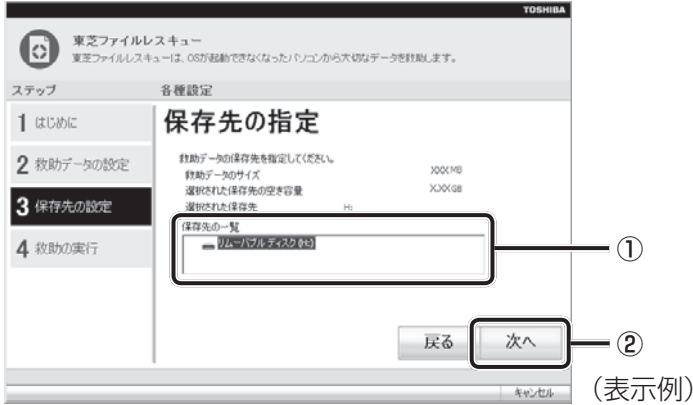 TOSHIBA
東芝ファイルレスキュー
東芝ファイルレスキューは、OSが起動できなくなったパソコンから大切なデータを救助します。
ステップ
各種設定
1 はじめに
2 救助データの設定
3 保存先の設定
4 救助の実行
保存先の指定
救助データの保存先を指定してください。
救助データのサイズ XXXMB
選択された保存先の空き容量 X.XXGB
選択された保存先 H:
保存先の一覧
リムーバブル ディスク (H:)
①
戻る
次へ
②
キャンセル
（表示例）